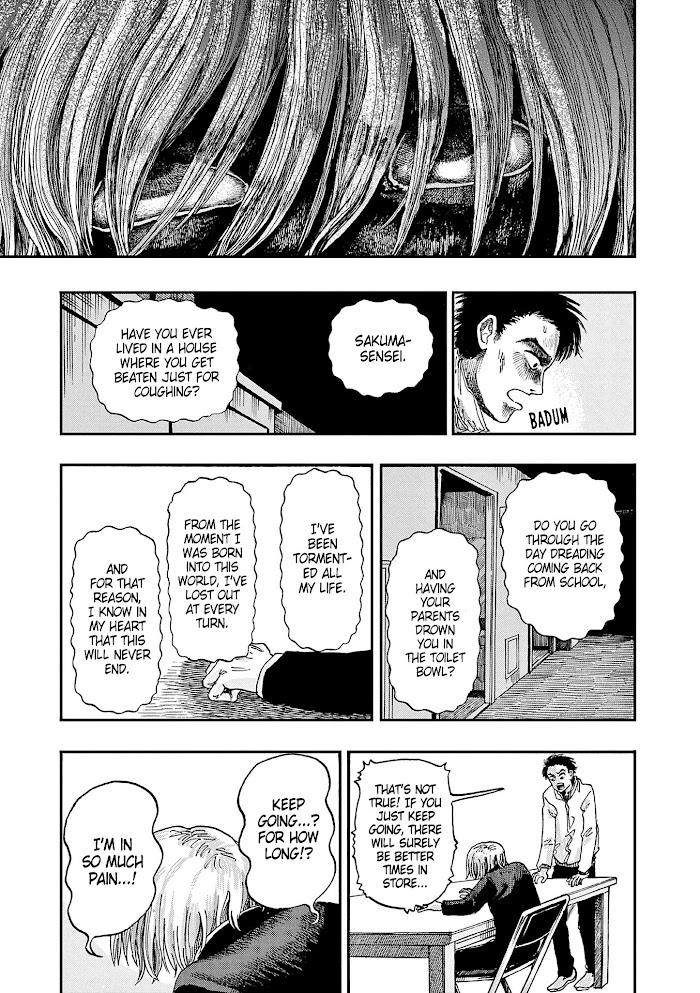 BADUM
SAKUMA-
SENSEI.
HAVE YOU EVER
LIVED IN A HOUSE
WHERE YOU GET
BEATEN JUST FOR
COUGHING?
DO YOU GO
THROUGH THE
DAY DREADING
COMING BACK
FROM SCHOOL,
AND
HAVING
YOUR
PARENTS
DROWN
YOU IN
THE TOILET
BOWL?
I'VE
BEEN
TORMENT-
ED ALL
MY LIFE.
FROM THE
MOMENT I
WAS BORN
INTO THIS
WORLD, I'VE
LOST OUT
AT EVERY
TURN.
AND
FOR THAT
REASON,
I KNOW IN
MY HEART
THAT THIS
WILL NEVER
END.
THAT'S NOT
TRUE! IF YOU
JUST KEEP
GOING, THERE
WILL SURELY
BE BETTER
TIMES IN
STORE...
KEEP
GOING...?
FOR HOW
LONG!?
I'M IN
SO MUCH
PAIN...!